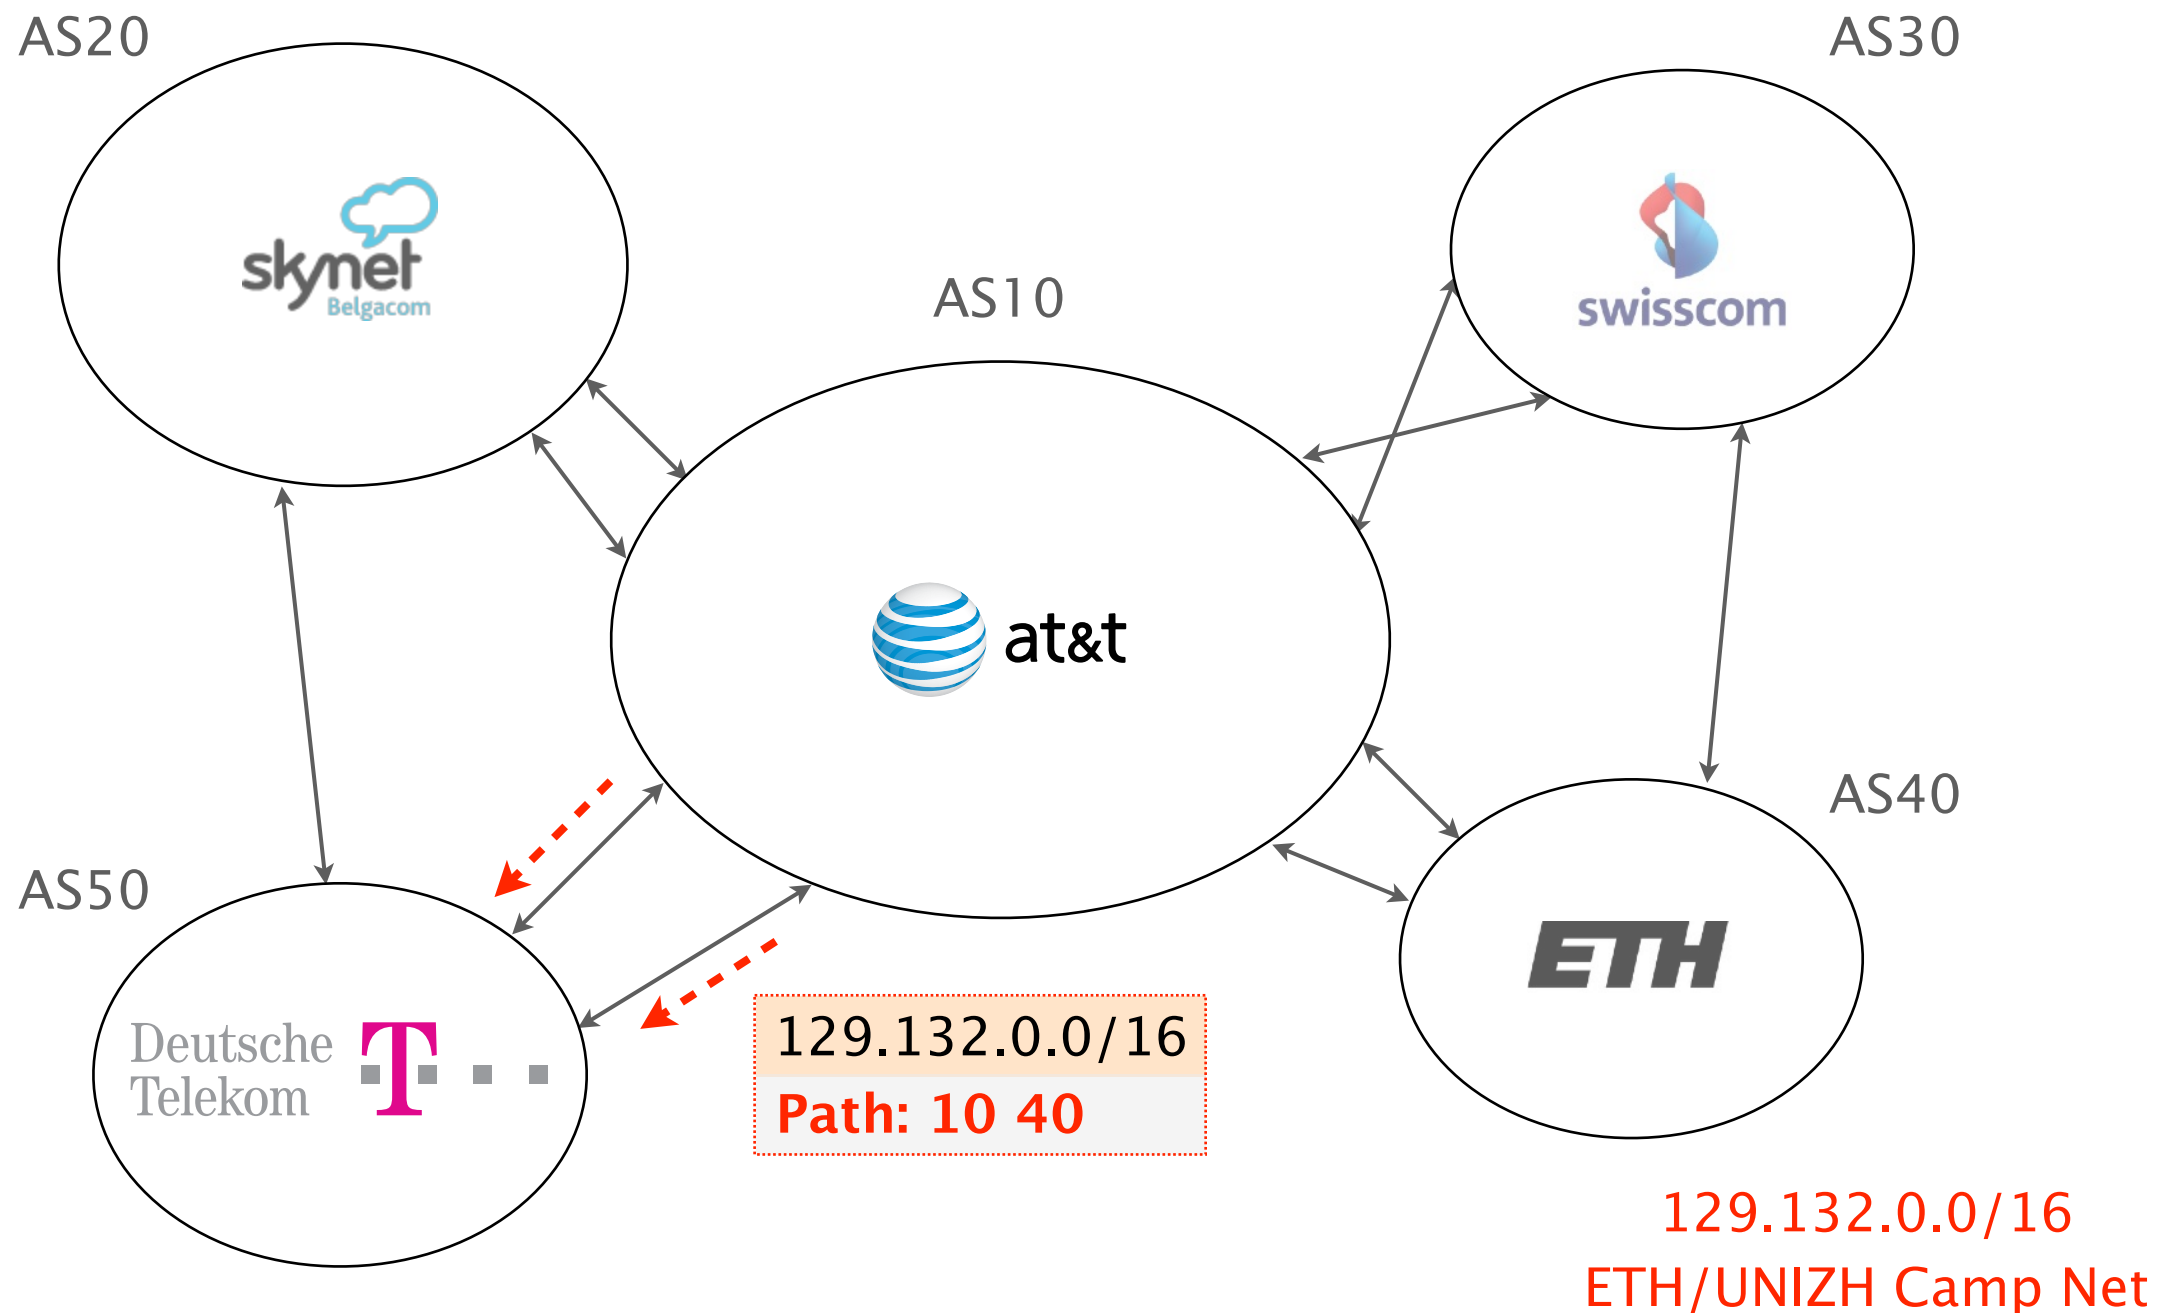 AS20
AS30
skynet
Belgacom
swisscom
AS10
at&t
AS40
AS50
ETH
Deutsche
Telekom
T
129.132.0.0/16
Path: 10 40
129.132.0.0/16
ETH/UNIZH Camp Net